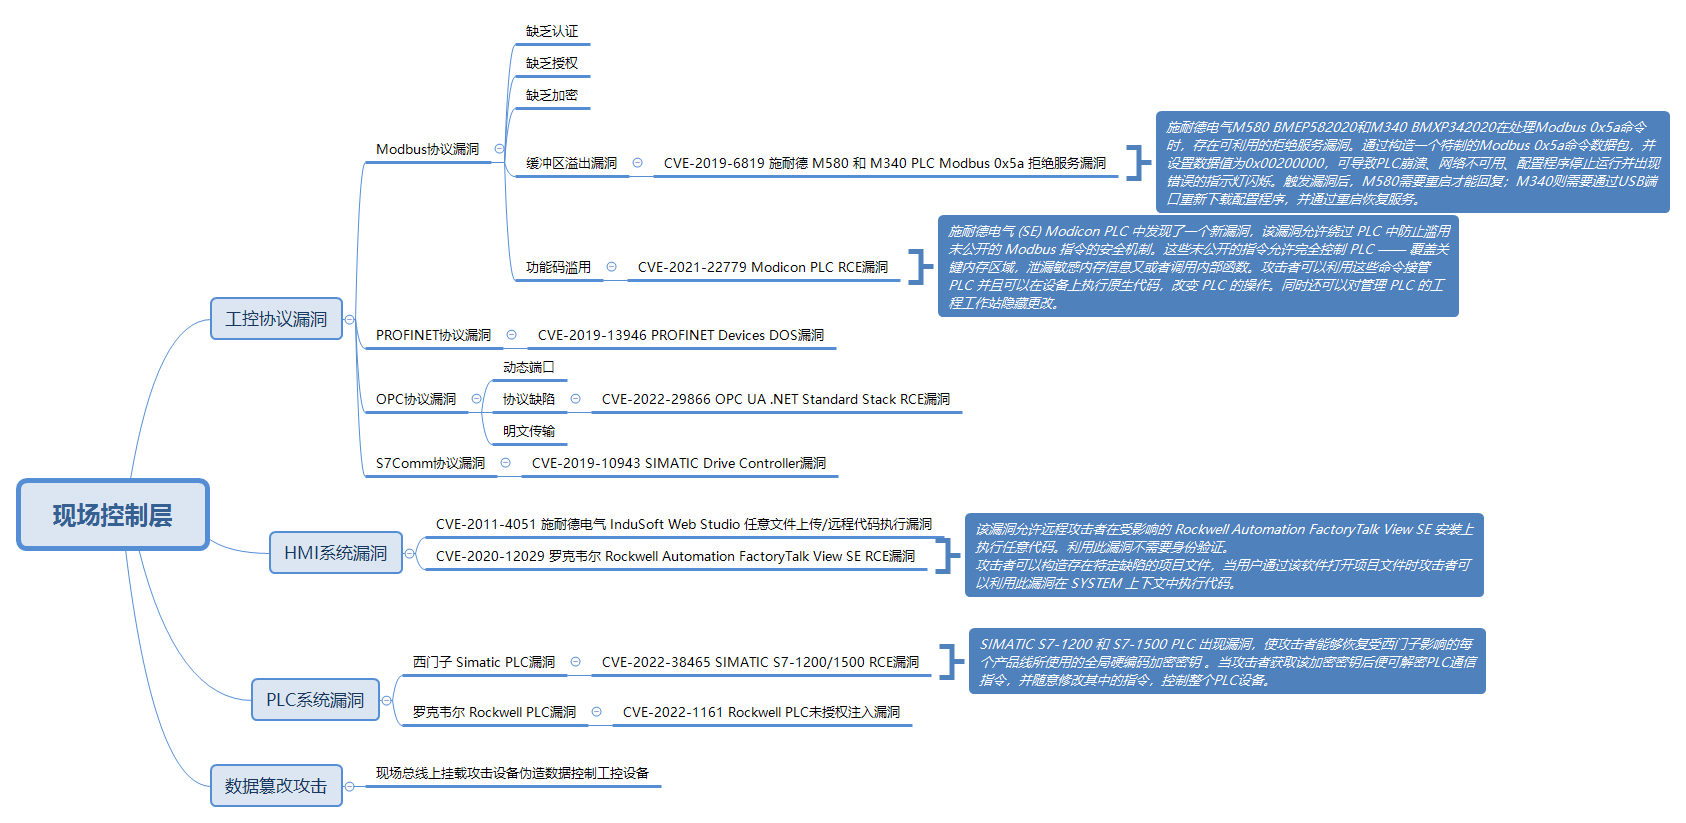 现场控制层
工控协议漏洞
Modbus协议漏洞
缺乏认证
缺乏授权
缺乏加密
缓冲区溢出漏洞
CVE-2019-6819 施耐德 M580 和 M340 PLC Modbus 0x5a 拒绝服务漏洞
施耐德电气M580 BMEP582020和M340 BMXP342020在处理Modbus 0x5a命令
时，存在可利用的拒绝服务漏洞。通过构造一个特制的Modbus 0x5a命令数据包，并
设置数据值为0x00200000，可导致PLC崩溃、网络不可用、配置程序停止运行并出现
错误的指示灯闪烁。触发漏洞后，M580需要重启才能回复；M340则需要通过USB端
口重新下载配置程序，并通过重启恢复服务。
功能码滥用
CVE-2021-22779 Modicon PLC RCE漏洞
施耐德电气 (SE) Modicon PLC 中发现了一个新漏洞，该漏洞允许绕过 PLC 中防止滥用
未公开的 Modbus 指令的安全机制。这些未公开的指令允许完全控制 PLC —— 覆盖关
键内存区域，泄漏敏感内存信息又或者调用内部函数。攻击者可以利用这些命令接管
PLC 并且可以在设备上执行原生代码，改变 PLC 的操作。同时还可以对管理 PLC 的工
程工作站隐藏更改。
PROFINET协议漏洞
CVE-2019-13946 PROFINET Devices DOS漏洞
OPC协议漏洞
动态端口
协议缺陷
CVE-2022-29866 OPC UA .NET Standard Stack RCE漏洞
明文传输
S7Comm协议漏洞
CVE-2019-10943 SIMATIC Drive Controller漏洞
HMI系统漏洞
CVE-2011-4051 施耐德电气 InduSoft Web Studio 任意文件上传/远程代码执行漏洞
CVE-2020-12029 罗克韦尔 Rockwell Automation FactoryTalk View SE RCE漏洞
该漏洞允许远程攻击者在受影响的 Rockwell Automation FactoryTalk View SE 安装上
执行任意代码。利用此漏洞不需要身份验证。
攻击者可以构造存在特定缺陷的项目文件，当用户通过该软件打开项目文件时攻击者可
以利用此漏洞在 SYSTEM 上下文中执行代码。
PLC系统漏洞
西门子 Simatic PLC漏洞
CVE-2022-38465 SIMATIC S7-1200/1500 RCE漏洞
SIMATIC S7-1200 和 S7-1500 PLC 出现漏洞，使攻击者能够恢复受西门子影响的每
个产品线所使用的全局硬编码加密密钥 。当攻击者获取该加密密钥后便可解密PLC通信
指令，并随意修改其中的指令，控制整个PLC设备。
罗克韦尔 Rockwell PLC漏洞
CVE-2022-1161 Rockwell PLC未授权注入漏洞
数据篡改攻击
现场总线上挂载攻击设备伪造数据控制工控设备